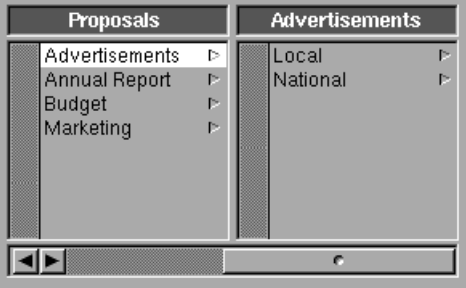 Proposals
Advertisements
Annual Report
Budget
Marketing
Advertisements
Local
National